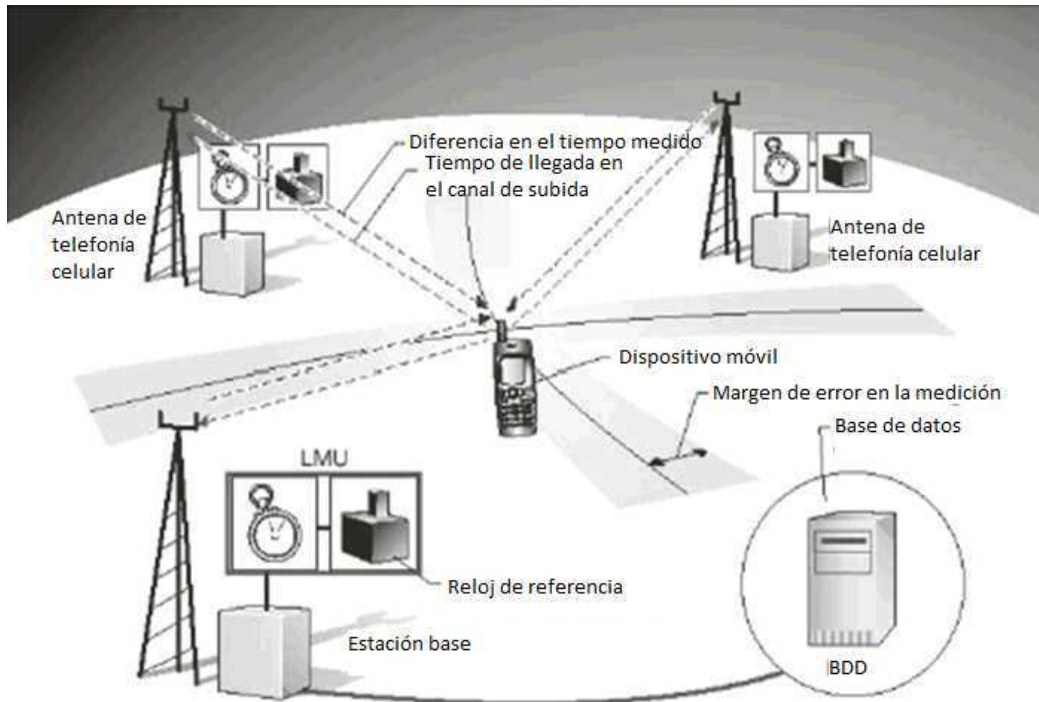 Diferencia en el tiempo medido
Tiempo de llegada en
el canal de subida
Antena de
telefonía
celular
Antena de
telefonía celular
Dispositivo móvil
Margen de error en la medición
Base de datos
LMU
Reloj de referencia
Estación base
BDD